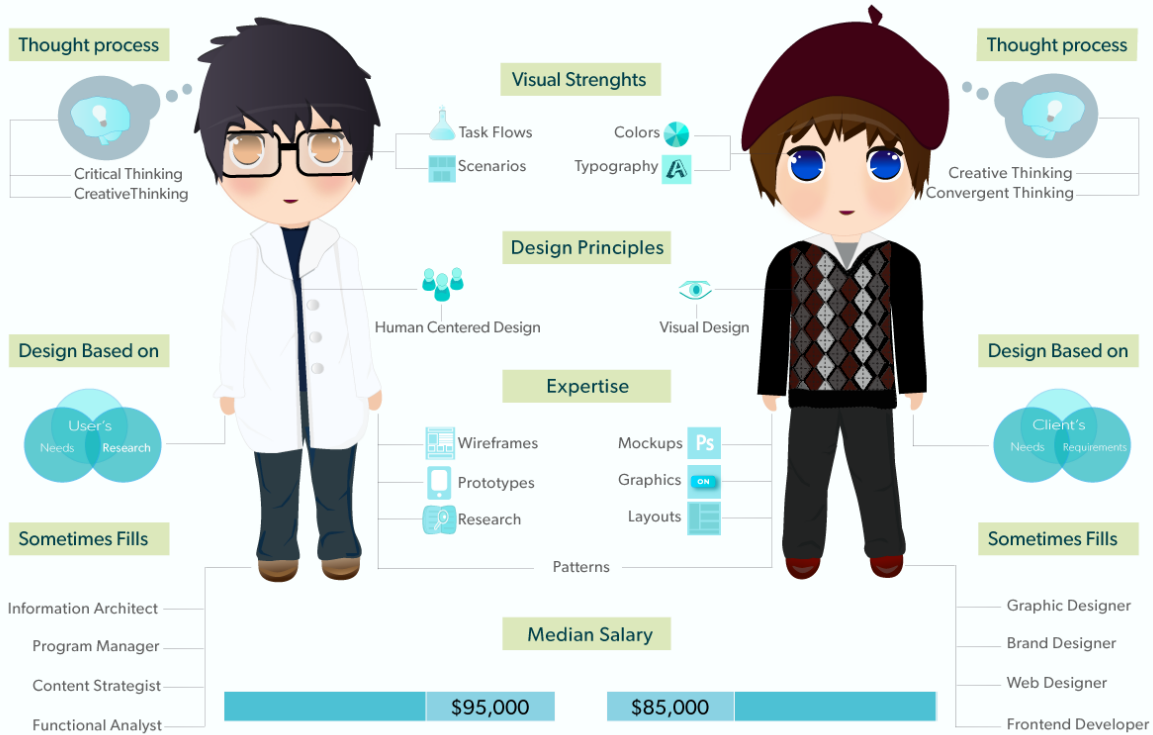 Thought process
Critical Thinking
CreativeThinking
Visual Strenghts
Task Flows
Scenarios
Colors
Typography
A
Thought process
Creative Thinking
Convergent Thinking
Design Principles
Human Centered Design
Visual Design
Design Based on
User's
Needs
Research
Design Based on
Client's
Needs
Requirements
Expertise
Wireframes
Prototypes
Research
Mockups
Ps
Graphics
ON
Layouts
Patterns
Sometimes Fills
Information Architect
Program Manager
Content Strategist
Functional Analyst
Sometimes Fills
Graphic Designer
Brand Designer
Web Designer
Frontend Developer
Median Salary
$95,000
$85,000